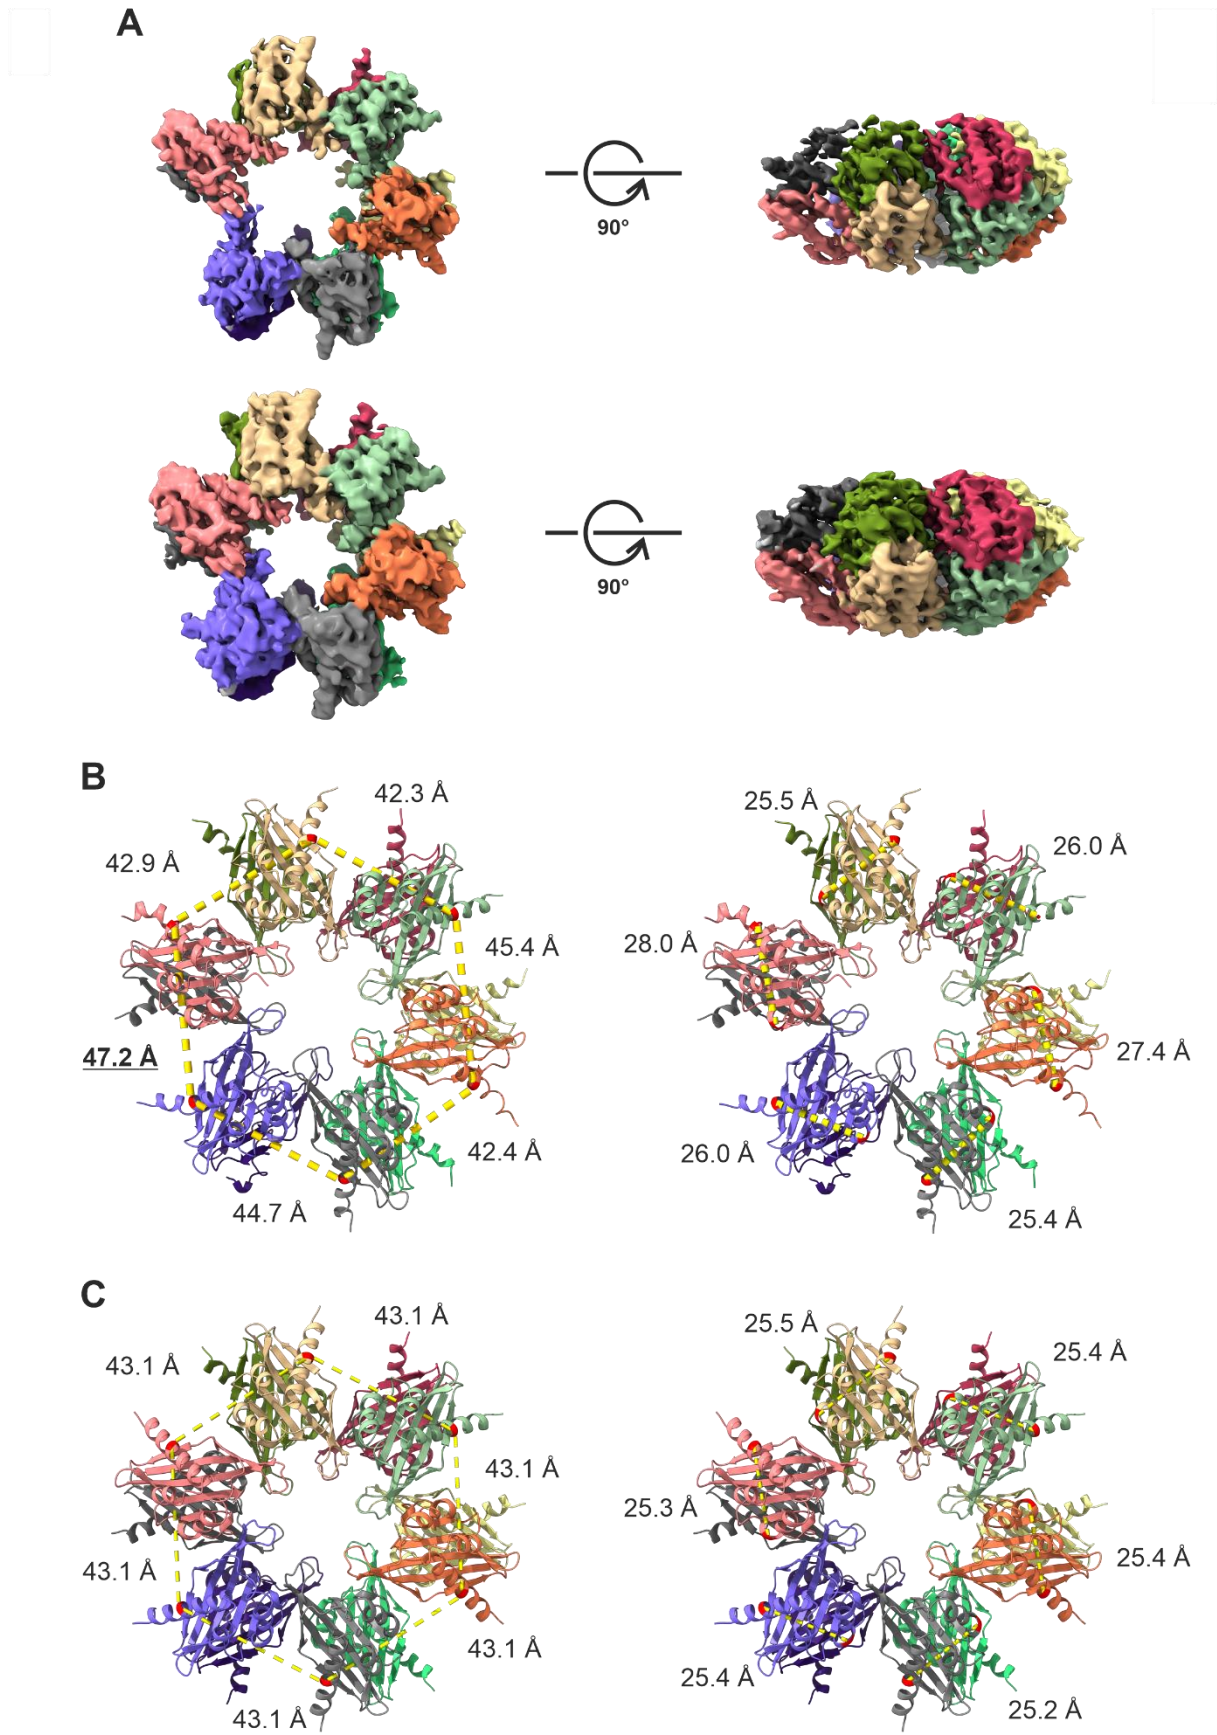 A
90°
90°
B
42.3 Å
25.5 Å
42.9 Å
26.0 Å
45.4 Å
28.0 Å
47.2 Å
27.4 Å
42.4 Å
26.0 Å
44.7 Å
25.4 Å
C
43.1 Å
25.5 Å
43.1 Å
25.4 Å
43.1 Å
25.3 Å
43.1 Å
25.4 Å
43.1 Å
25.4 Å
43.1 Å
25.2 Å